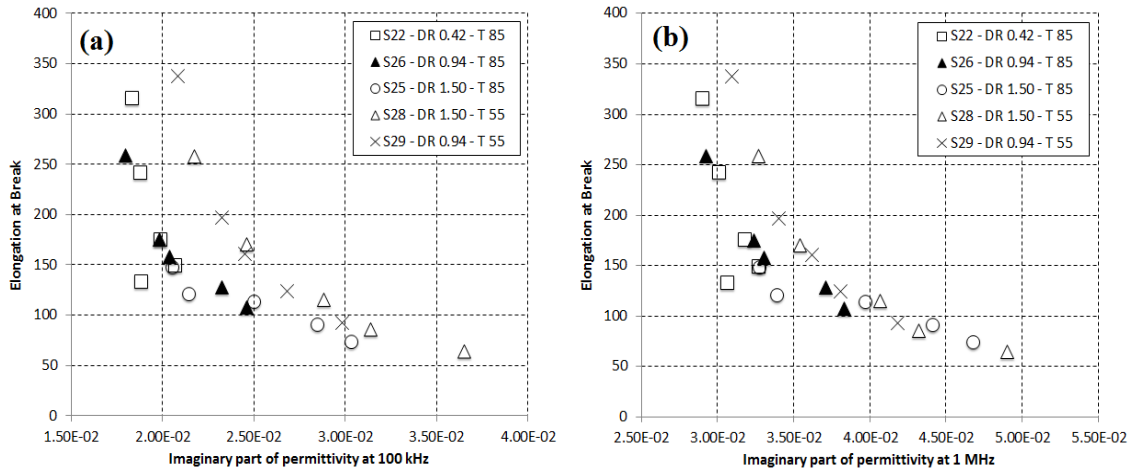 (a)
S22 - DR 0.42 - T 85
S26 - DR 0.94 - T 85
S25 - DR 1.50 - T 85
S28 - DR 1.50 - T 55
S29 - DR 0.94 - T 55
400
350
300
250
200
150
100
50
0
Elongation at Break
1.50E-02 2.00E-02 2.50E-02 3.00E-02 3.50E-02 4.00E-02
Imaginary part of permittivity at 100 kHz
(b)
S22 - DR 0.42 - T 85
S26 - DR 0.94 - T 85
S25 - DR 1.50 - T 85
S28 - DR 1.50 - T 55
S29 - DR 0.94 - T 55
400
350
300
250
200
150
100
50
0
Elongation at Break
2.50E-02 3.00E-02 3.50E-02 4.00E-02 4.50E-02 5.00E-02 5.50E-02
Imaginary part of permittivity at 1 MHz